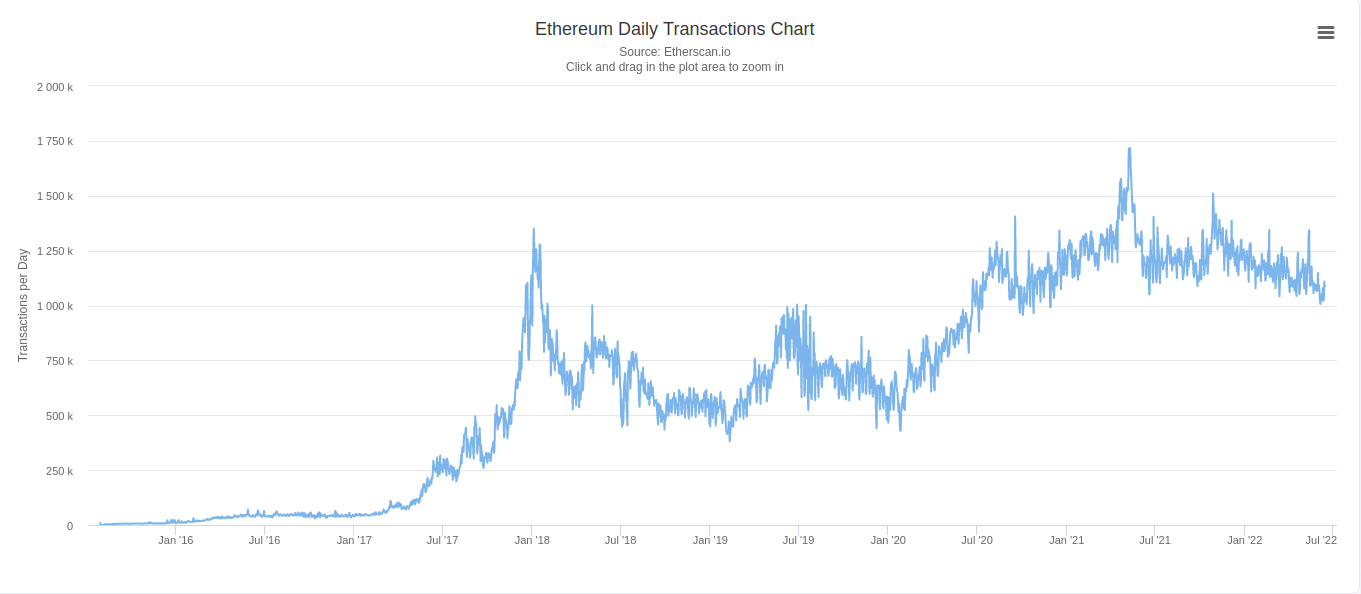 Ethereum Daily Transactions Chart
Source: Etherscan.io
Click and drag in the plot area to zoom in
Transactions per Day
2 000 k
1 750 k
1 500 k
1 250 k
1 000 k
750 k
500 k
250 k
0
Jan '16
Jul '16
Jan '17
Jul '17
Jan '18
Jul '18
Jan '19
Jul '19
Jan '20
Jul '20
Jan '21
Jul '21
Jan '22
Jul '22